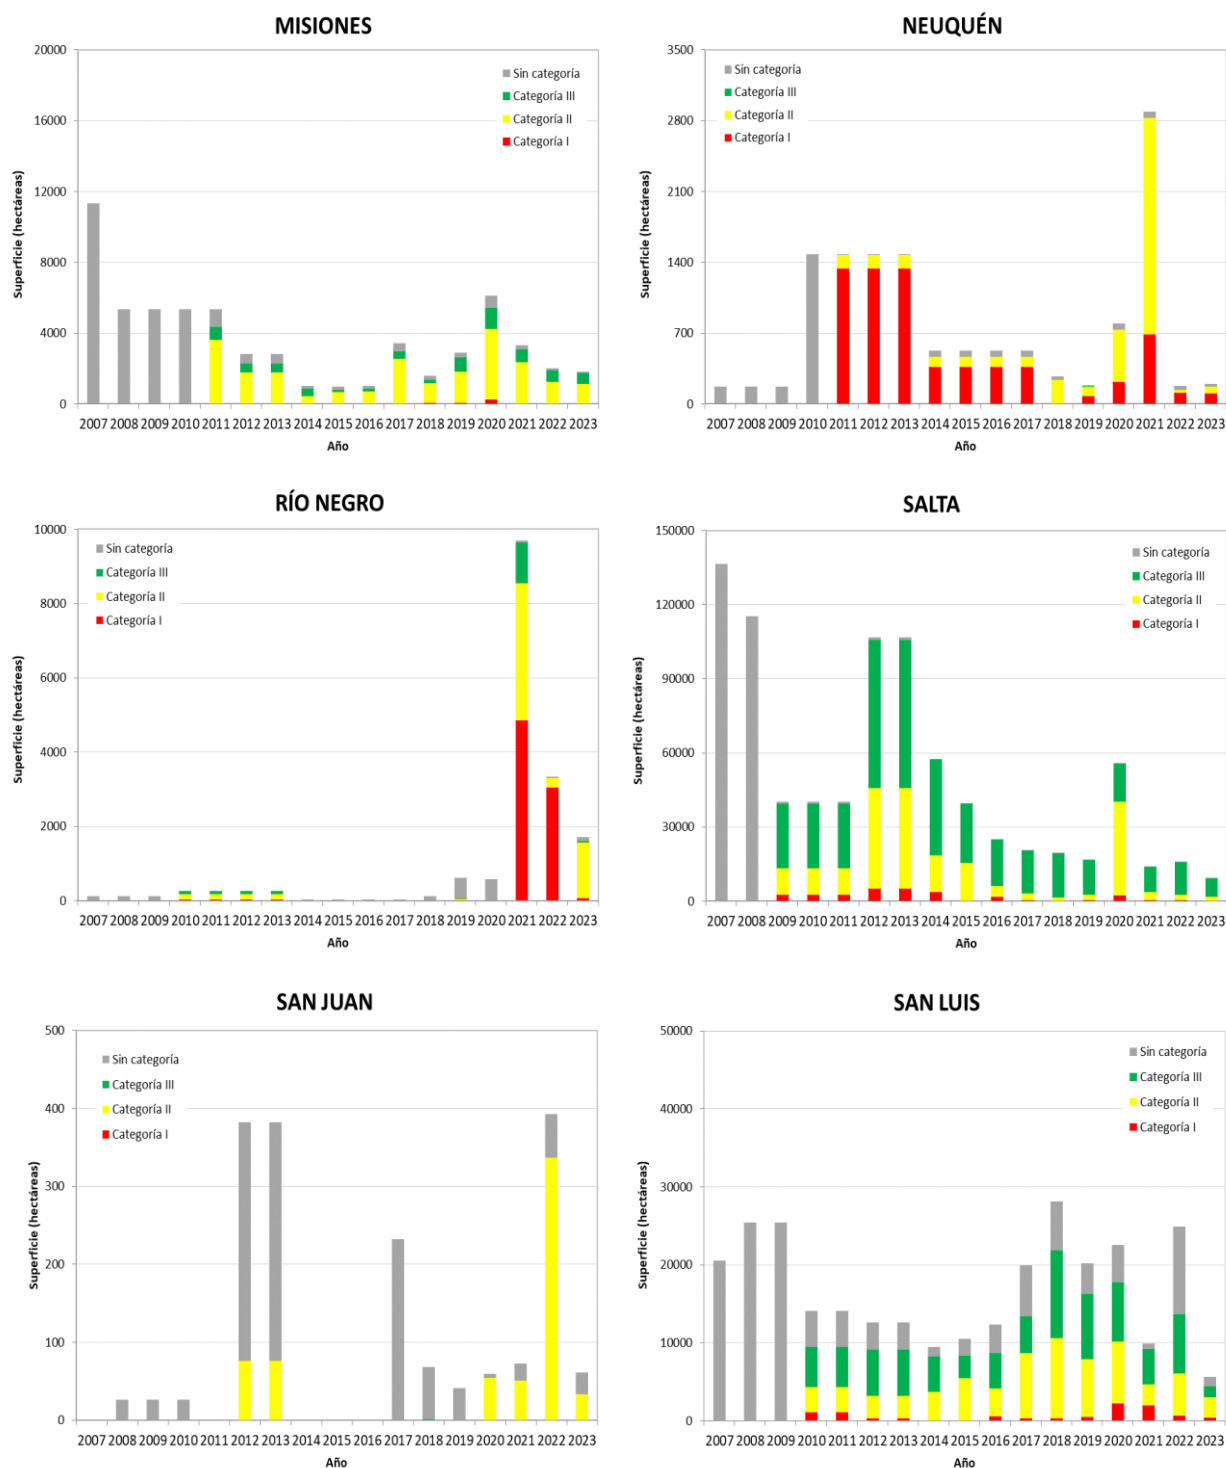 MISIONES
20000
16000
12000
8000
4000
0
Superficie (hectáreas)
Sin categoría
Categoría III
Categoría II
Categoría I
2007 2008 2009 2010 2011 2012 2013 2014 2015 2016 2017 2018 2019 2020 2021 2022 2023
Año
NEUQUÉN
3500
2800
2100
1400
700
0
Superficie (hectáreas)
Sin categoría
Categoría III
Categoría II
Categoría I
2007 2008 2009 2010 2011 2012 2013 2014 2015 2016 2017 2018 2019 2020 2021 2022 2023
Año
RÍO NEGRO
10000
8000
6000
4000
2000
0
Superficie (hectáreas)
Sin categoría
Categoría III
Categoría II
Categoría I
2007 2008 2009 2010 2011 2012 2013 2014 2015 2016 2017 2018 2019 2020 2021 2022 2023
Año
SALTA
150000
120000
90000
60000
30000
0
Superficie (hectáreas)
Sin categoría
Categoría III
Categoría II
Categoría I
2007 2008 2009 2010 2011 2012 2013 2014 2015 2016 2017 2018 2019 2020 2021 2022 2023
Año
SAN JUAN
500
400
300
200
100
0
Superficie (hectáreas)
Sin categoría
Categoría III
Categoría II
Categoría I
2007 2008 2009 2010 2011 2012 2013 2014 2015 2016 2017 2018 2019 2020 2021 2022 2023
Año
SAN LUIS
50000
40000
30000
20000
10000
0
Superficie (hectáreas)
Sin categoría
Categoría III
Categoría II
Categoría I
2007 2008 2009 2010 2011 2012 2013 2014 2015 2016 2017 2018 2019 2020 2021 2022 2023
Año